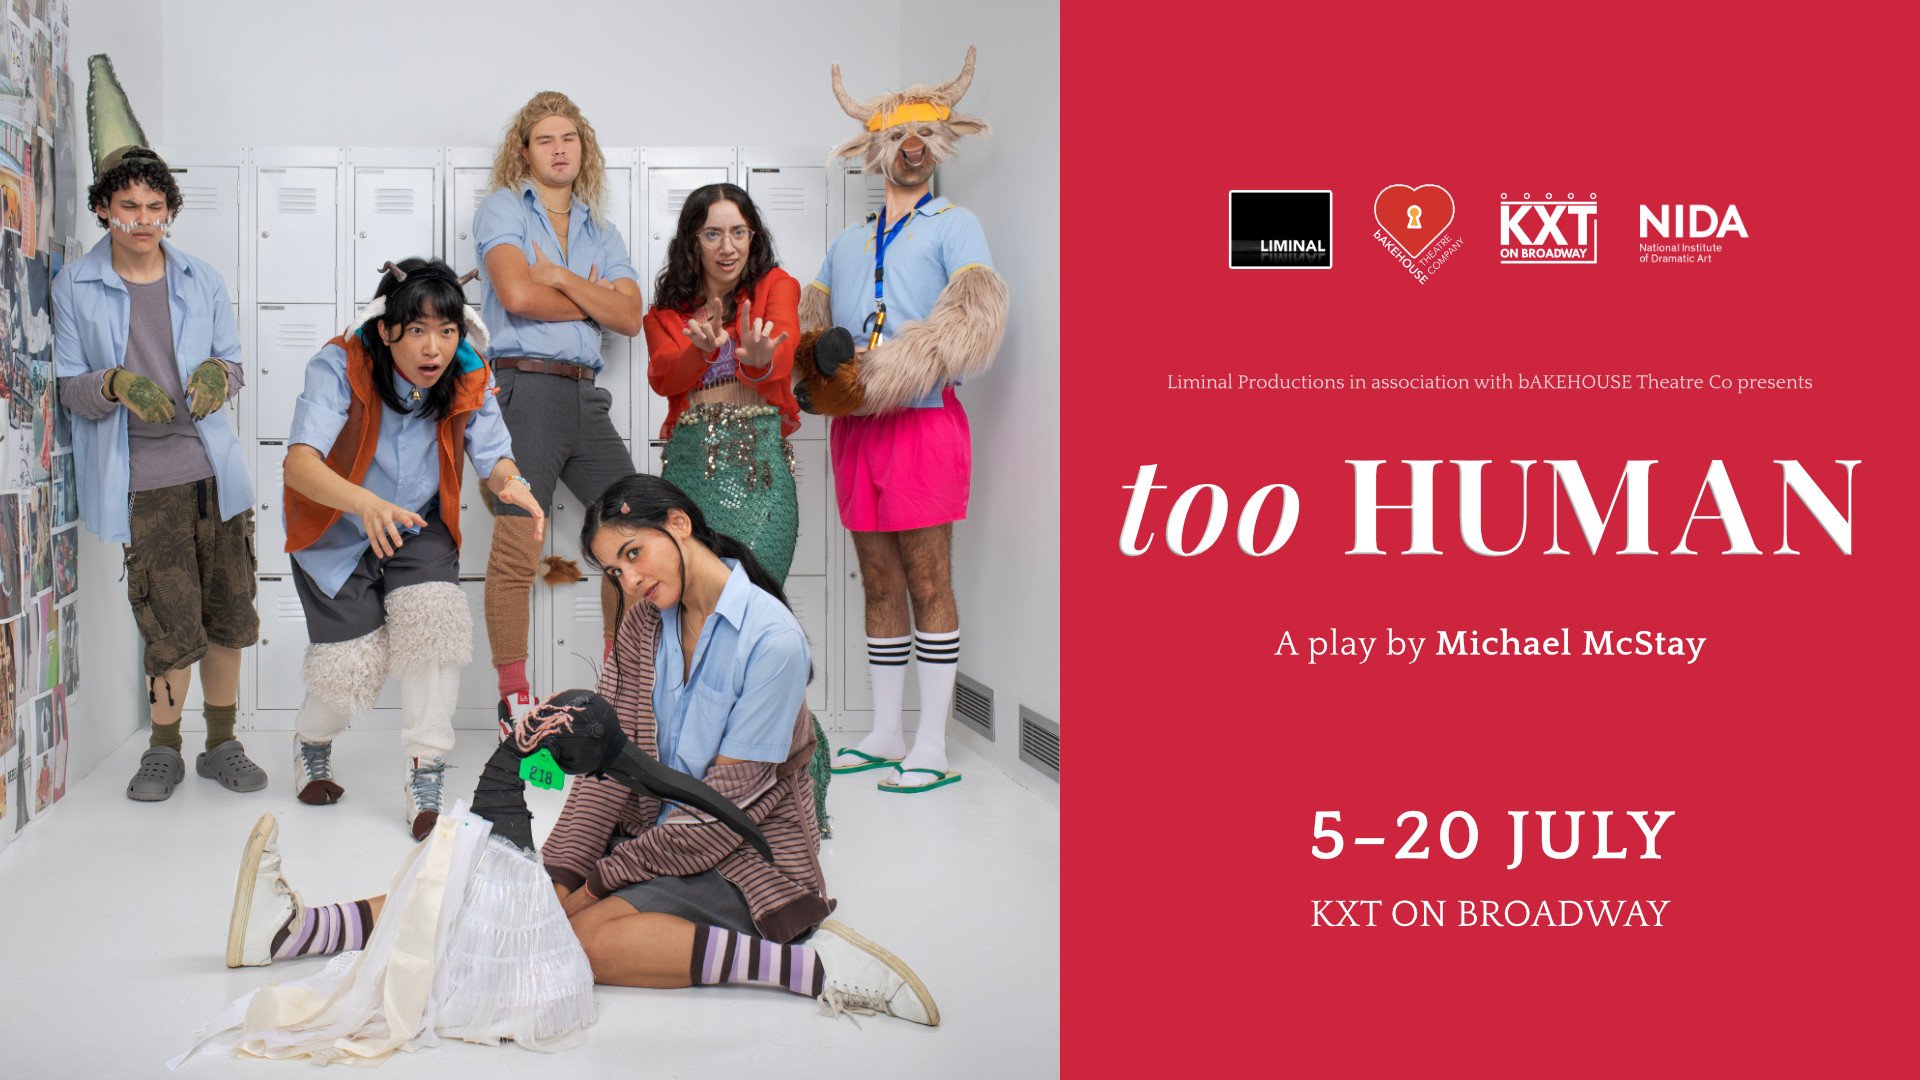 LIMINAL
bAKEHOUSE
THEATRE
COMPANY
KXT
ON BROADWAY
NIDA
National Institute
of Dramatic Art
Liminal Productions in association with bAKEHOUSE Theatre Co presents
too HUMAN
A play by Michael McStay
5–20 JULY
KXT ON BROADWAY
218